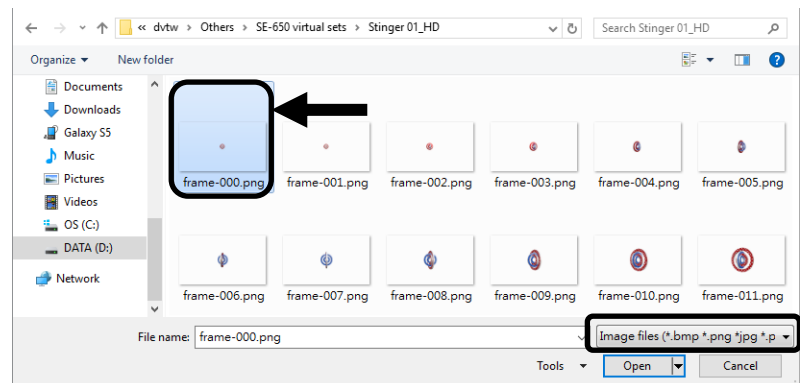 « dvtw › Others › SE-650 virtual sets › Stinger 01_HD
Search Stinger 01_HD
Organize
New folder
Documents
Downloads
Galaxy S5
Music
Pictures
Videos
OS (C:)
DATA (D:)
Network
frame-000.png frame-001.png frame-002.png frame-003.png frame-004.png frame-005.png
frame-006.png frame-007.png frame-008.png frame-009.png frame-010.png frame-011.png
File name: frame-000.png
Image files (*.bmp *.png *jpg *.p
Tools
Open
Cancel